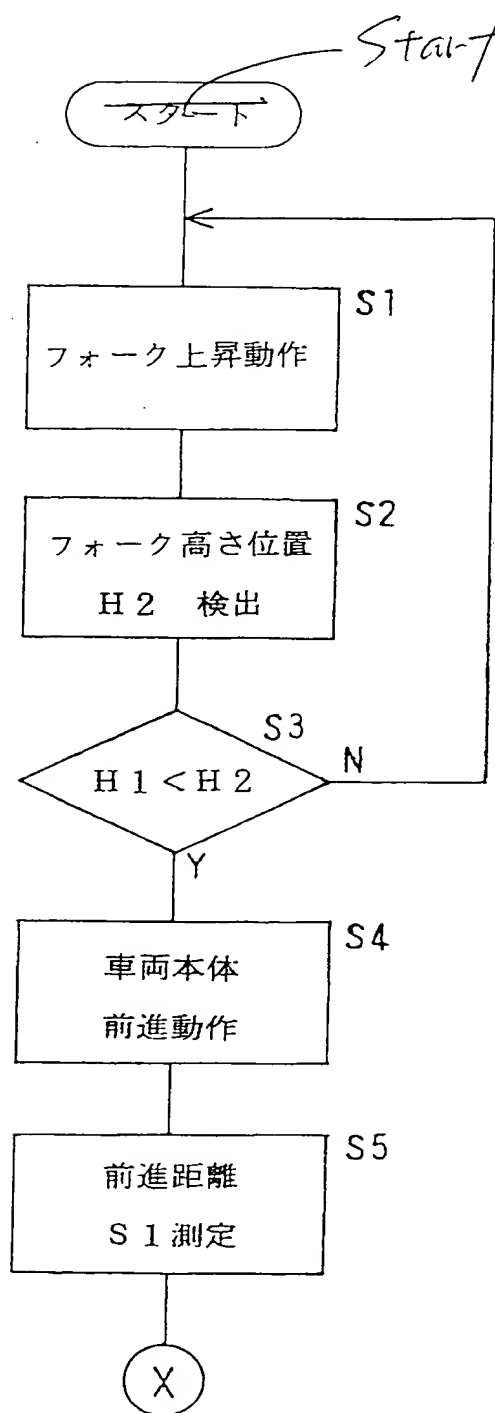 Start
スタート
S1
フォーク上昇動作
S2
フォーク高さ位置
Ｈ２　検出
S3
Ｈ１＜Ｈ２
N
Y
S4
車両本体
前進動作
S5
前進距離
Ｓ１測定
X